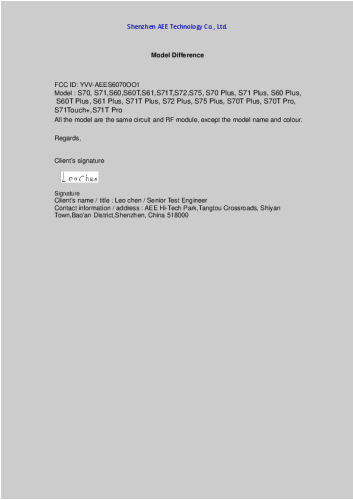 Shenzhen AEE Technology Co., Ltd.
Model Difference
FCC ID: YVV-AEES6070OO1
Model : S70, S71,S60,S60T,S61,S71T,S72,S75, S70 Plus, S71 Plus, S60 Plus,
S60T Plus, S61 Plus, S71T Plus, S72 Plus, S75 Plus, S70T Plus, S70T Pro,
S71Touch+,S71T Pro
All the model are the same circuit and RF module, except the model name and colour.
Regards,
Client's signature
Leo Chen
Signature
Client's name / title : Leo chen / Senior Test Engineer
Contact information / address : AEE Hi-Tech Park,Tangtou Crossroads, Shiyan
Town,Bao'an District,Shenzhen, China 518000